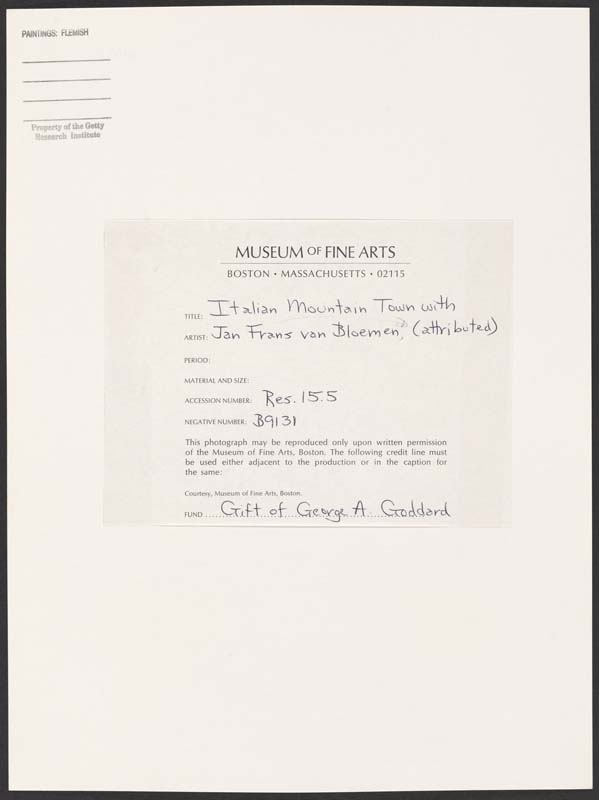 PAINTINGS: FLEMISH
Property of the Getty
Research Institute
MUSEUM OF FINE ARTS
BOSTON • MASSACHUSETTS • 02115
TITLE: Italian Mountain Town with
ARTIST: Jan Frans van Bloemen, (attributed)
PERIOD:
MATERIAL AND SIZE:
ACCESSION NUMBER: Res. 15.5
NEGATIVE NUMBER: B9131
This photograph may be reproduced only upon written permission
of the Museum of Fine Arts, Boston. The following credit line must
be used either adjacent to the production or in the caption for
the same:
Courtesy, Museum of Fine Arts, Boston.
FUND Gift of George A. Goddard